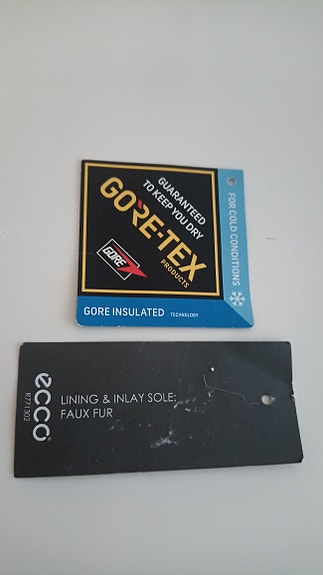 GUARANTEED
TO KEEP YOU DRY
GORE-TEX
PRODUCTS
GORE
FOR COLD CONDITIONS
GORE INSULATED TECHNOLOGY
ecco
R771302
LINING & INLAY SOLE:
FAUX FUR